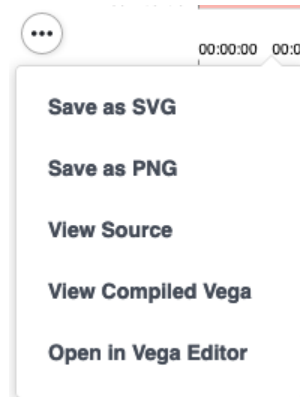 00:00:00
Save as SVG
Save as PNG
View Source
View Compiled Vega
Open in Vega Editor